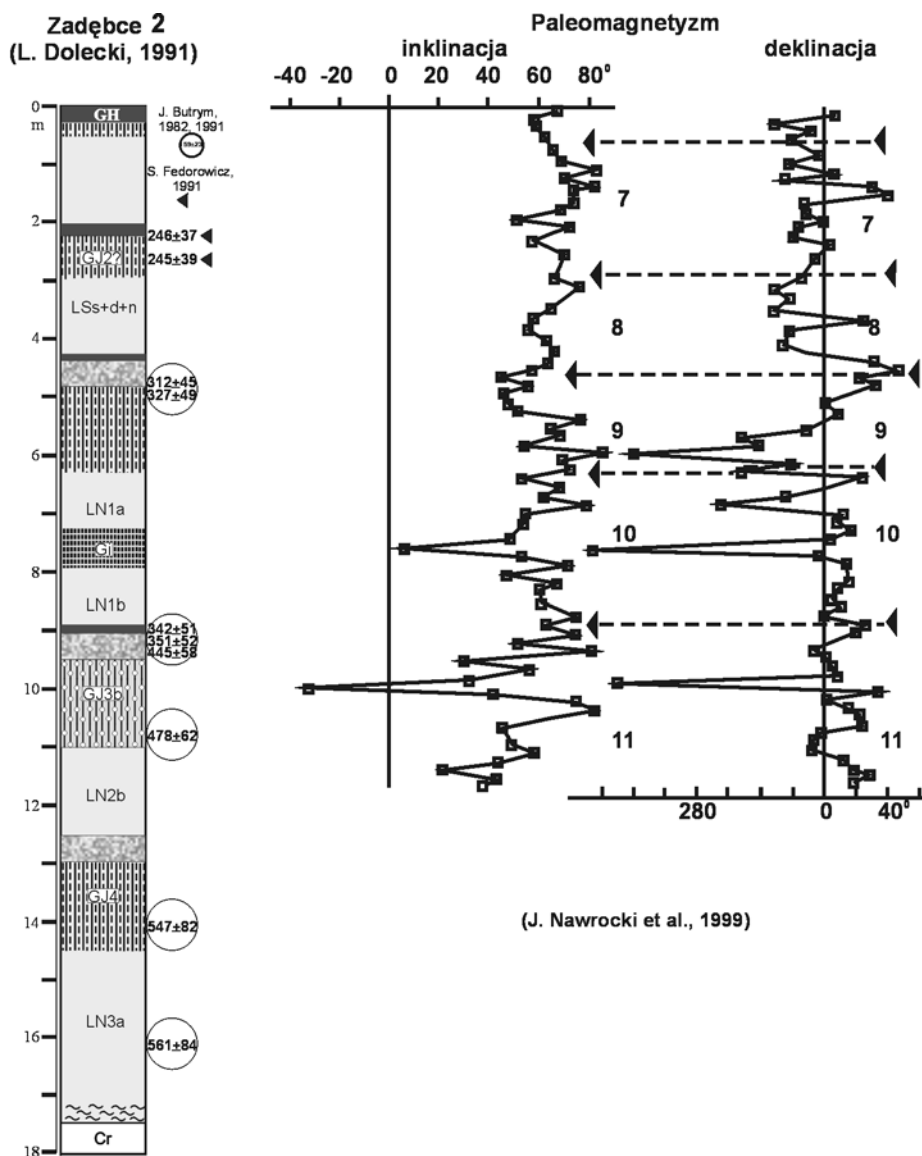 Zadębce 2
(L. Dolecki, 1991)
Paleomagnetyzm
inklinacja
deklinacja
-40 -20 0 20 40 60 80⁰
0
m
2
4
6
8
10
12
14
16
18
GH
J. Butrym,
1982, 1991
S. Fedorowicz,
1991
246±37
GJ2?
245±39
LSs+d+n
312±45
327±49
LN1a
Gi
LN1b
342±51
351±52
445±58
GJ3b
478±62
LN2b
GJ4
547±82
LN3a
561±84
Cr
7
7
8
8
9
9
10
10
11
11
280 0 40⁰
(J. Nawrocki et al., 1999)